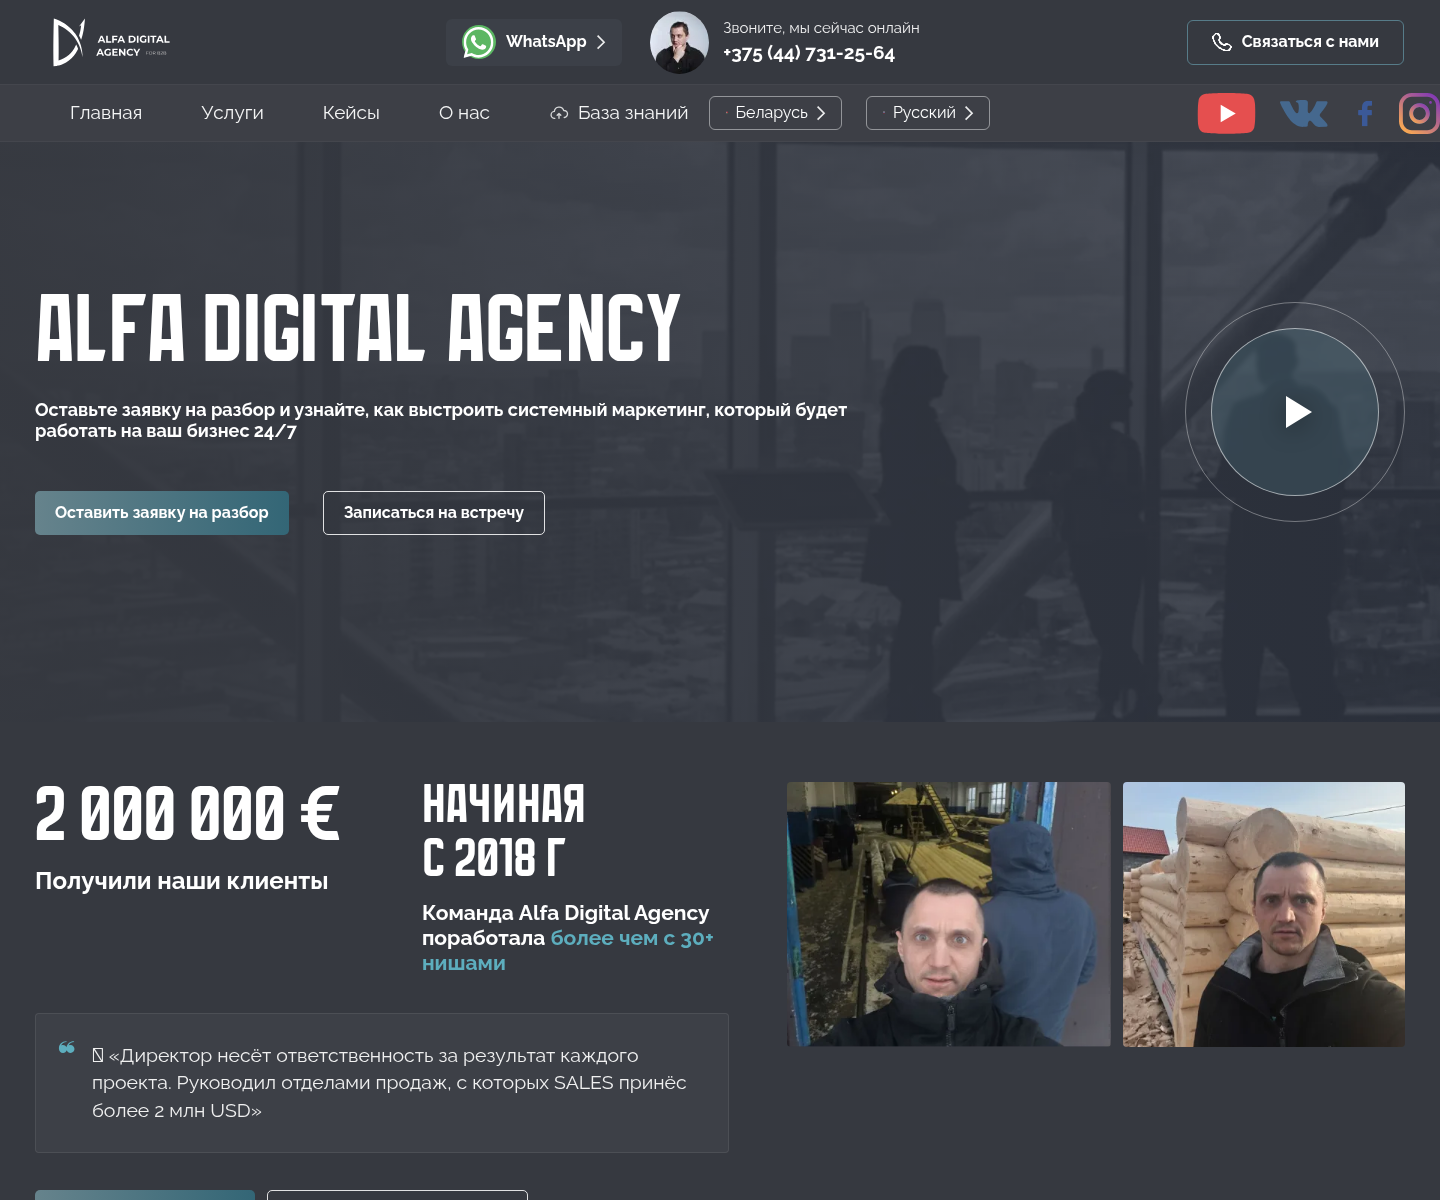 ALFA DIGITAL
AGENCY FOR B2B
WhatsApp
Звоните, мы сейчас онлайн
+375 (44) 731-25-64
Связаться с нами
Главная
Услуги
Кейсы
О нас
База знаний
Беларусь
Русский
ALFA DIGITAL AGENCY
Оставьте заявку на разбор и узнайте, как выстроить системный маркетинг, который будет
работать на ваш бизнес 24/7
Оставить заявку на разбор
Записаться на встречу
2 000 000 €
Получили наши клиенты
НАЧИНАЯ
С 2018 Г
Команда Alfa Digital Agency
поработала более чем с 30+
нишами
«Директор несёт ответственность за результат каждого
проекта. Руководил отделами продаж, с которых SALES принёс
более 2 млн USD»